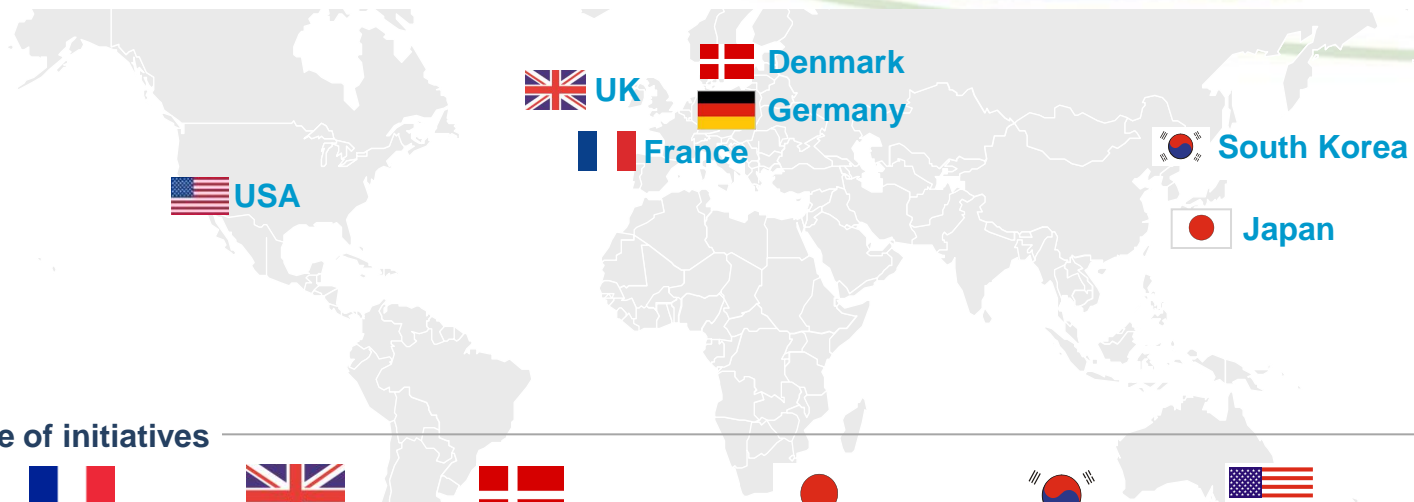 Denmark
UK
Germany
France
South Korea
USA
Japan
of initiatives